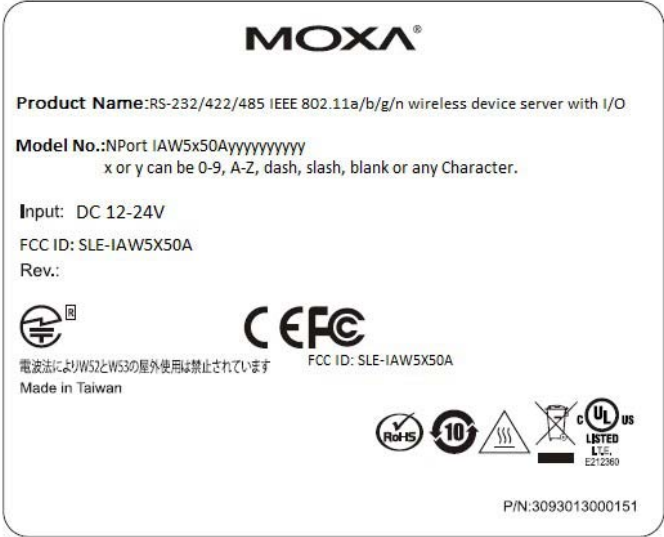 MOXA®
Product Name:RS-232/422/485 IEEE 802.11a/b/g/n wireless device server with I/O
Model No.:NPort IAW5x50Ayyyyyyyyyy
x or y can be 0-9, A-Z, dash, slash, blank or any Character.
Input: DC 12-24V
FCC ID: SLE-IAW5X50A
Rev.:
R
CE FC
電波法によりW52とW53の屋外使用は禁止されています
FCC ID: SLE-IAW5X50A
Made in Taiwan
RoHS 10 C UL US
LISTED
I.T.E.
E212360
P/N:3093013000151